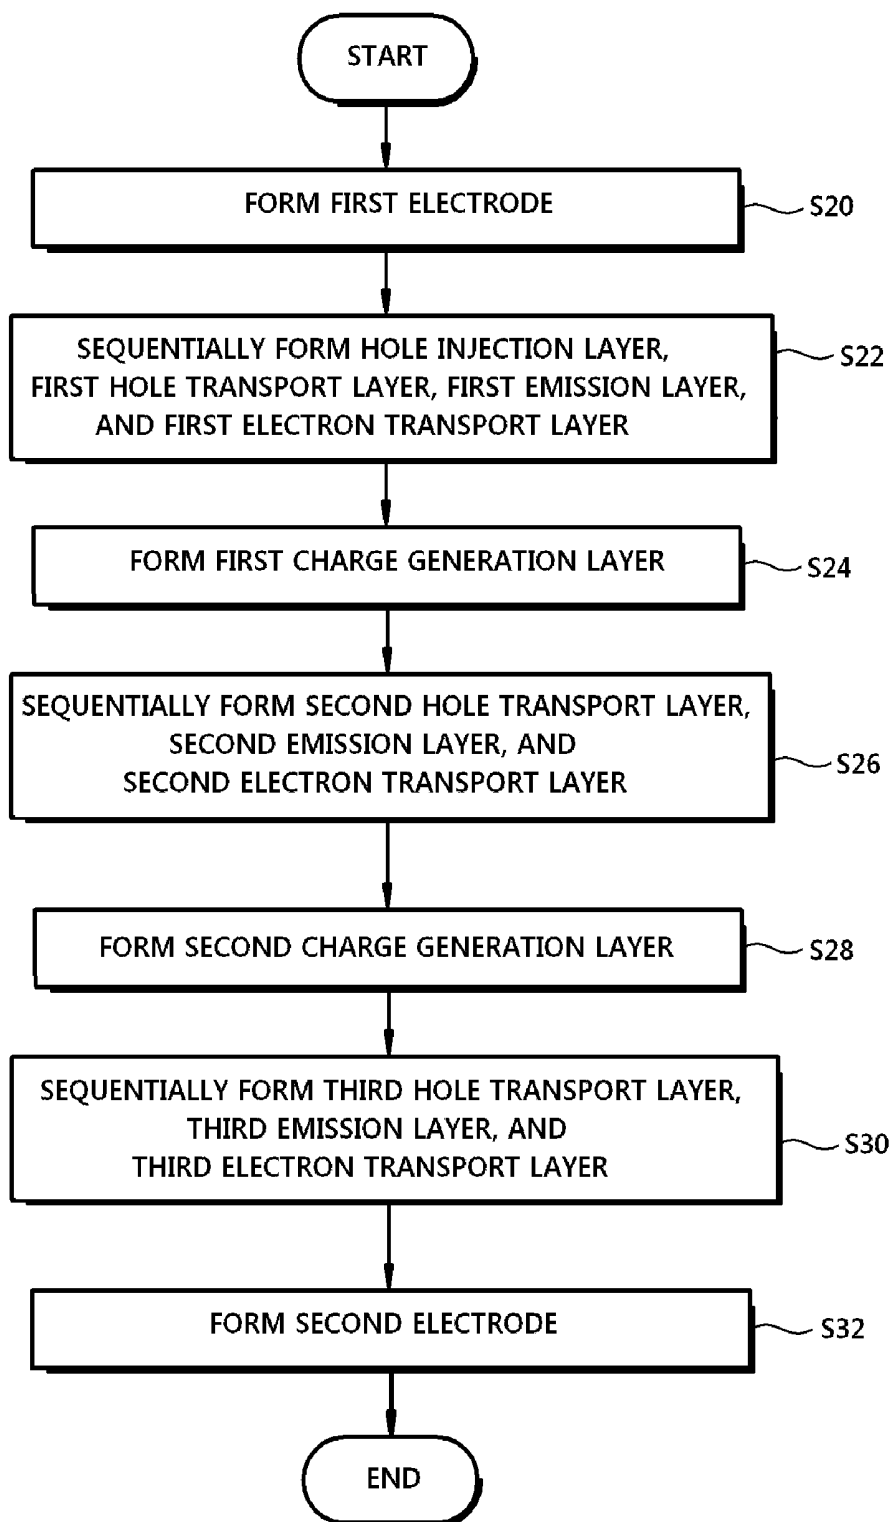 START
FORM FIRST ELECTRODE
S20
SEQUENTIALLY FORM HOLE INJECTION LAYER,
FIRST HOLE TRANSPORT LAYER, FIRST EMISSION LAYER,
AND FIRST ELECTRON TRANSPORT LAYER
S22
FORM FIRST CHARGE GENERATION LAYER
S24
SEQUENTIALLY FORM SECOND HOLE TRANSPORT LAYER,
SECOND EMISSION LAYER, AND
SECOND ELECTRON TRANSPORT LAYER
S26
FORM SECOND CHARGE GENERATION LAYER
S28
SEQUENTIALLY FORM THIRD HOLE TRANSPORT LAYER,
THIRD EMISSION LAYER, AND
THIRD ELECTRON TRANSPORT LAYER
S30
FORM SECOND ELECTRODE
S32
END